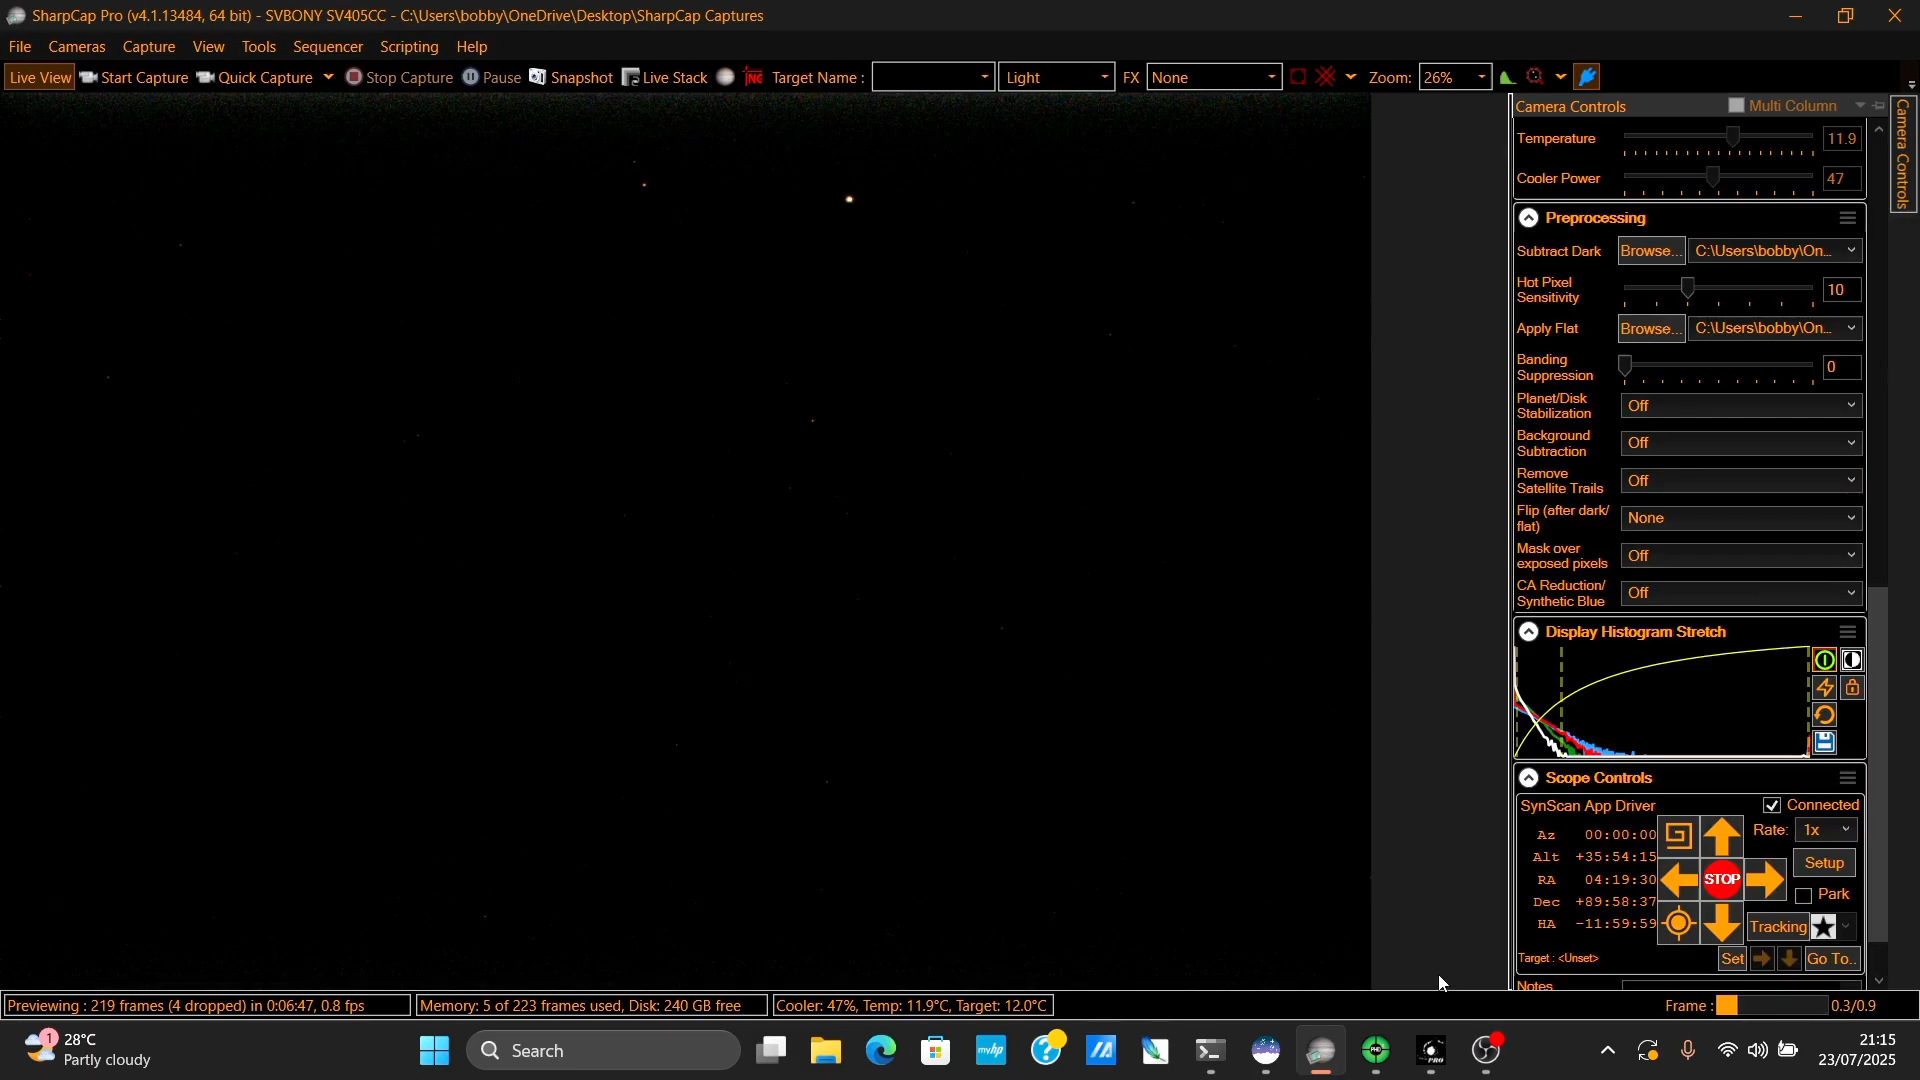 SharpCap Pro (v4.1.13484, 64 bit) - SVBONY SV405CC - C:\Users\bobby\OneDrive\Desktop\SharpCap Captures
File Cameras Capture View Tools Sequencer Scripting Help
Live View Start Capture Quick Capture Stop Capture Pause Snapshot Live Stack Target Name : Light FX None Zoom: 26%
Camera Controls Multi Column
Camera Controls
Temperature 11.9
Cooler Power 47
Preprocessing
Subtract Dark Browse... C:\Users\bobby\On...
Hot Pixel
Sensitivity 10
Apply Flat Browse... C:\Users\bobby\On...
Banding
Suppression 0
Planet/Disk
Stabilization Off
Background
Subtraction Off
Remove
Satellite Trails Off
Flip (after dark/
flat) None
Mask over
exposed pixels Off
CA Reduction/
Synthetic Blue Off
Display Histogram Stretch
Scope Controls
SynScan App Driver Connected
Az 00:00:00 Rate: 1x
Alt +35:54:15 Setup
RA 04:19:30 STOP
Dec +89:58:37 Park
HA -11:59:59 Tracking
Target : <Unset> Set Go To..
Notes
Previewing : 219 frames (4 dropped) in 0:06:47, 0.8 fps Memory: 5 of 223 frames used, Disk: 240 GB free Cooler: 47%, Temp: 11.9°C, Target: 12.0°C Frame : 0.3/0.9
1 28°C
Partly cloudy
Search
myhp
PHD
PRO
21:15
23/07/2025